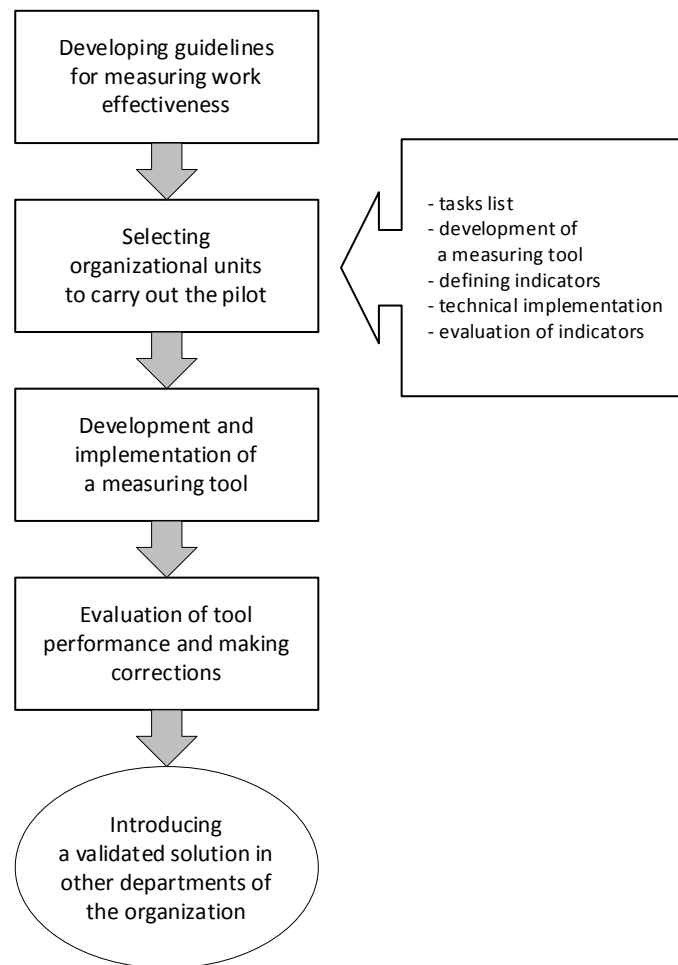 Developing guidelines
for measuring work
effectiveness
Selecting
organizational units
to carry out the pilot
- tasks list
- development of
a measuring tool
- defining indicators
- technical implementation
- evaluation of indicators
Development and
implementation of
a measuring tool
Evaluation of tool
performance and making
corrections
Introducing
a validated solution in
other departments of
the organization